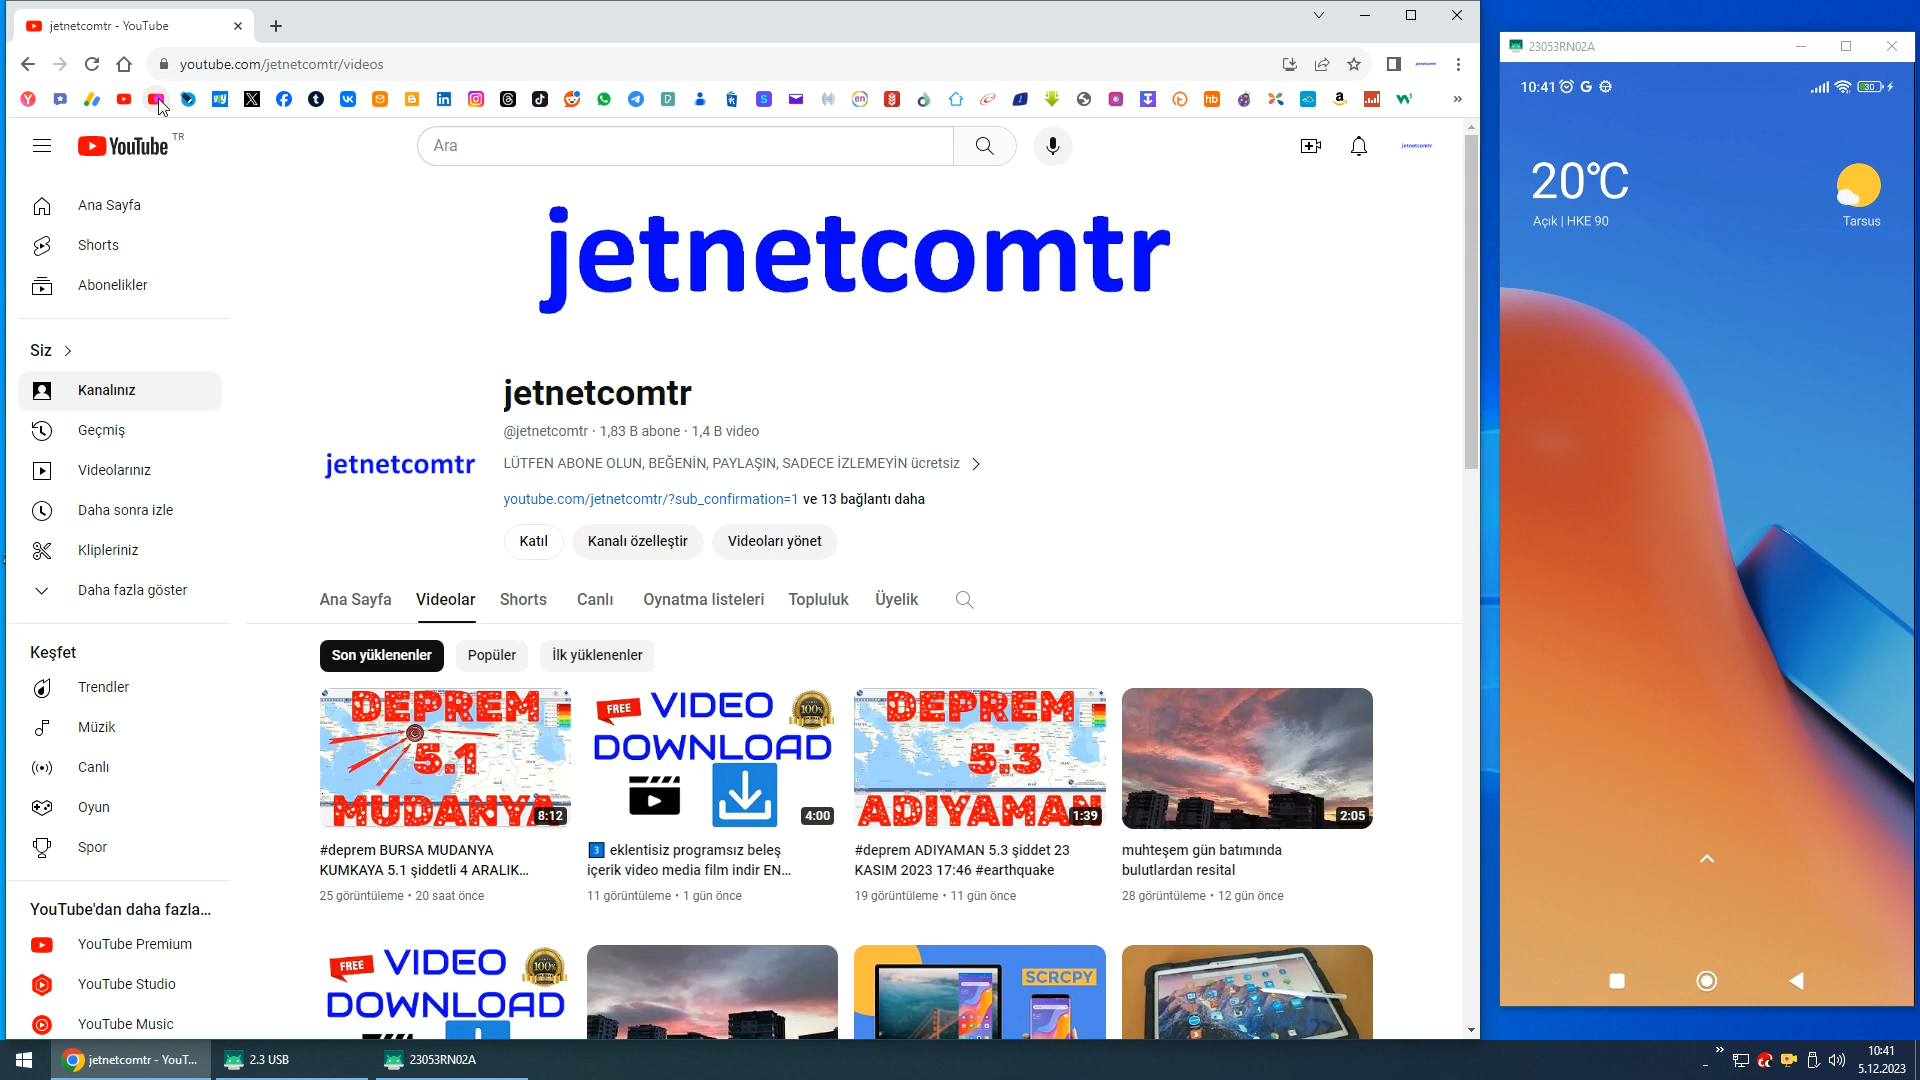 jetnetcomtr - YouTube
youtube.com/jetnetcomtr/videos
YouTube TR
Ara
jetnetcomtr
Ana Sayfa
Shorts
Abonelikler
Siz
Kanalınız
Geçmiş
Videolarınız
Daha sonra izle
Klipleriniz
Daha fazla göster
Keşfet
Trendler
Müzik
Canlı
Oyun
Spor
YouTube'dan daha fazla...
YouTube Premium
YouTube Studio
YouTube Music
jetnetcomtr
jetnetcomtr
jetnetcomtr
@jetnetcomtr · 1,83 B abone · 1,4 B video
LÜTFEN ABONE OLUN, BEĞENİN, PAYLAŞIN, SADECE İZLEMEYİN ücretsiz
youtube.com/jetnetcomtr/?sub_confirmation=1 ve 13 bağlantı daha
Katıl
Kanalı özelleştir
Videoları yönet
Ana Sayfa
Videolar
Shorts
Canlı
Oynatma listeleri
Topluluk
Üyelik
Son yüklenenler
Popüler
İlk yüklenenler
DEPREM
5.1
MUDANYA
8:12
#deprem BURSA MUDANYA
KUMKAYA 5.1 şiddetli 4 ARALIK...
25 görüntüleme • 20 saat önce
FREE VIDEO
100%
DOWNLOAD
4:00
3 eklentisiz programsız beleş
içerik video media film indir EN...
11 görüntüleme • 1 gün önce
DEPREM
5.3
ADIYAMAN
1:39
#deprem ADIYAMAN 5.3 şiddet 23
KASIM 2023 17:46 #earthquake
19 görüntüleme • 11 gün önce
2:05
muhteşem gün batımında
bulutlardan resital
28 görüntüleme • 12 gün önce
FREE VIDEO
100%
DOWNLOAD
SCRCPY
23053RN02A
10:41
30
20°C
Açık | HKE 90
Tarsus
jetnetcomtr - YouT...
2.3 USB
23053RN02A
10:41
5.12.2023